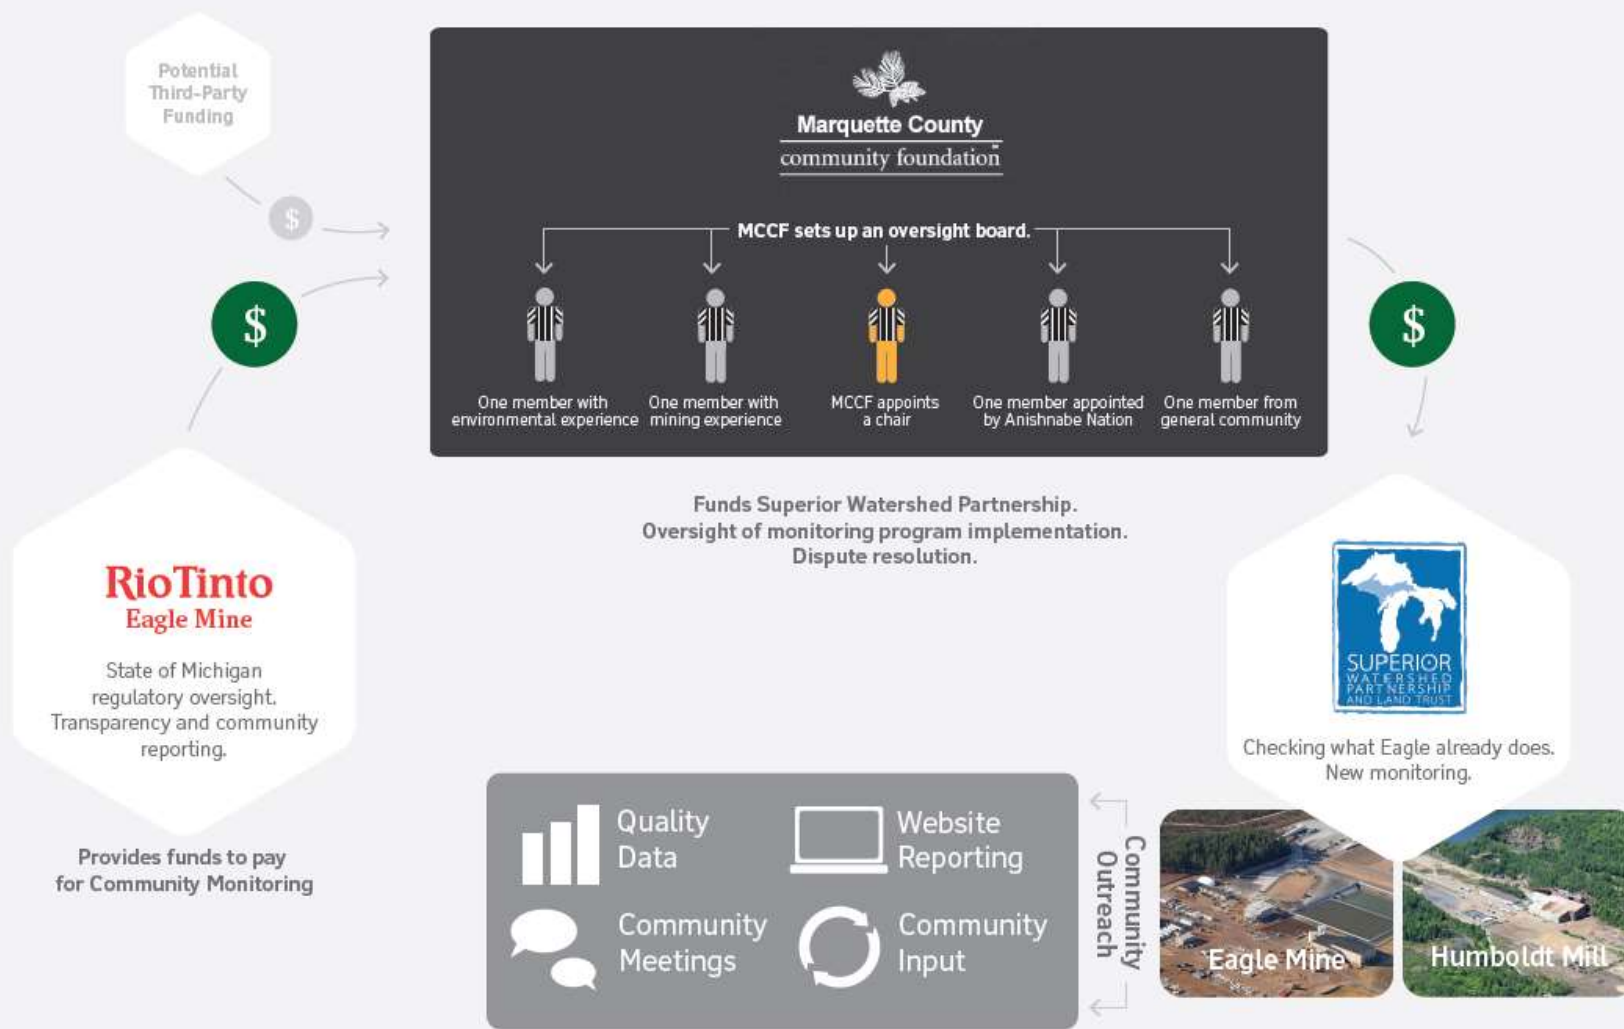 Potential
Third-Party
Funding
$
$
Marquette County
community foundation
MCCF sets up an oversight board.
One member with
environmental experience
One member with
mining experience
MCCF appoints
a chair
One member appointed
by Anishnabe Nation
One member from
general community
$
Funds Superior Watershed Partnership.
Oversight of monitoring program implementation.
Dispute resolution.
RioTinto
Eagle Mine
State of Michigan
regulatory oversight.
Transparency and community
reporting.
Provides funds to pay
for Community Monitoring
SUPERIOR
WATERSHED
PARTNERSHIP
AND LAND TRUST
Checking what Eagle already does.
New monitoring.
Quality
Data
Website
Reporting
Community
Meetings
Community
Input
Community
Outreach
Eagle Mine
Humboldt Mill